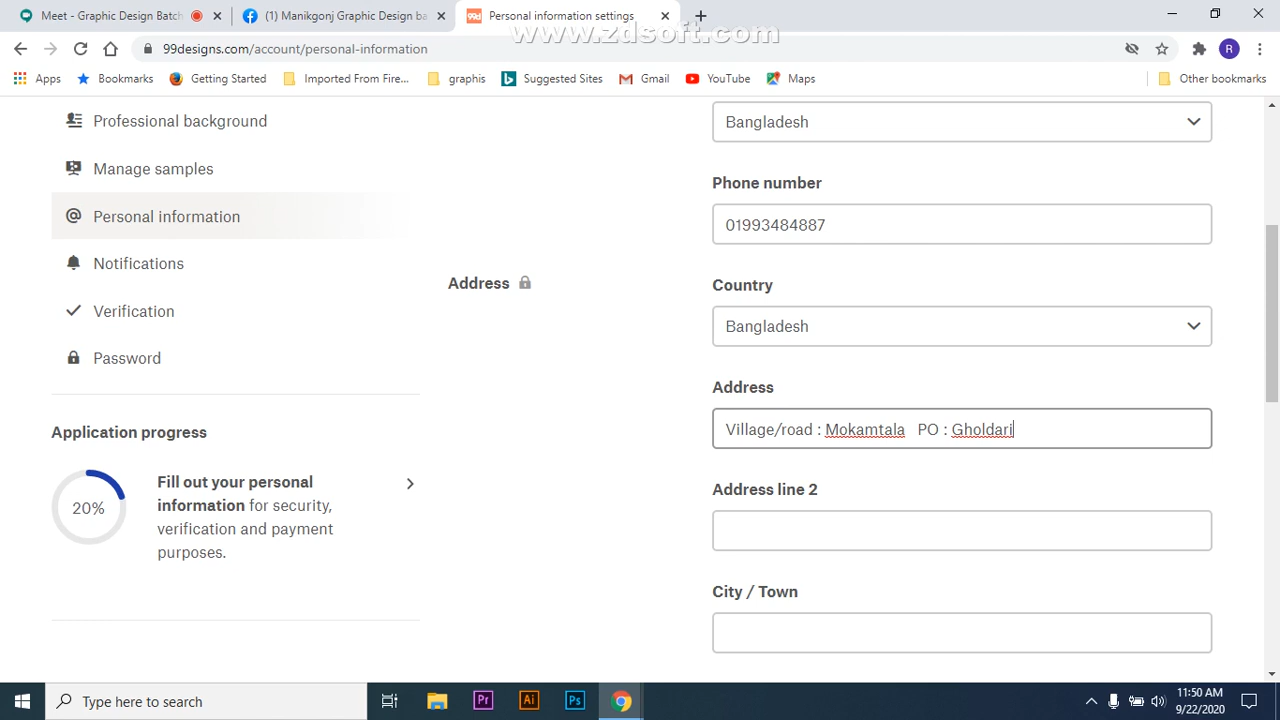 Meet - Graphic Design Batch
(1) Manikgonj Graphic Design ba
99d
Personal information settings
www.zdsoft.com
99designs.com/account/personal-information
R
Apps
Bookmarks
Getting Started
Imported From Fire...
graphis
Suggested Sites
Gmail
YouTube
Maps
Other bookmarks
Professional background
Manage samples
Personal information
Notifications
Verification
Password
Application progress
20%
Fill out your personal
information for security,
verification and payment
purposes.
Address
Bangladesh
Phone number
01993484887
Country
Bangladesh
Address
Village/road : Mokamtala   PO : Gholdari
Address line 2
City / Town
Type here to search
Pr
Ai
Ps
11:50 AM
9/22/2020